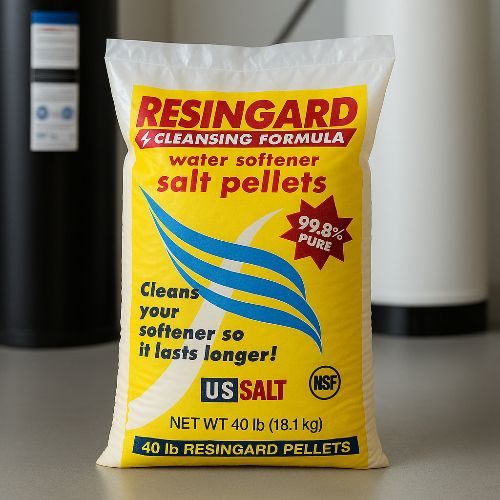 RESINGARD
CLEANSING FORMULA
water softener
salt pellets
99.8%
PURE
Cleans
your
softener so
it lasts longer!
US SALT
NSF
NET WT 40 lb (18.1 kg)
40 lb RESINGARD PELLETS